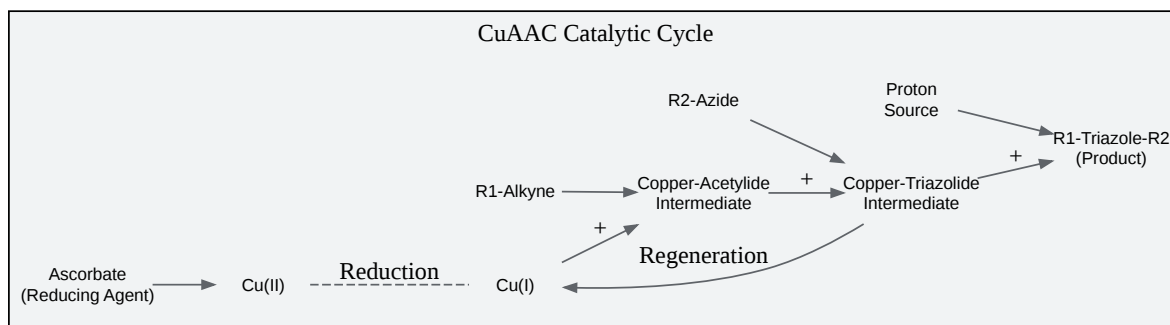 CuAAC Catalytic Cycle
R2-Azide
Proton
Source
R1-Triazole-R2
(Product)
+
R1-Alkyne
Copper-Acetylide
Intermediate
+
Copper-Triazolide
Intermediate
+
Regeneration
Ascorbate
(Reducing Agent)
Cu(II)
Reduction
Cu(I)